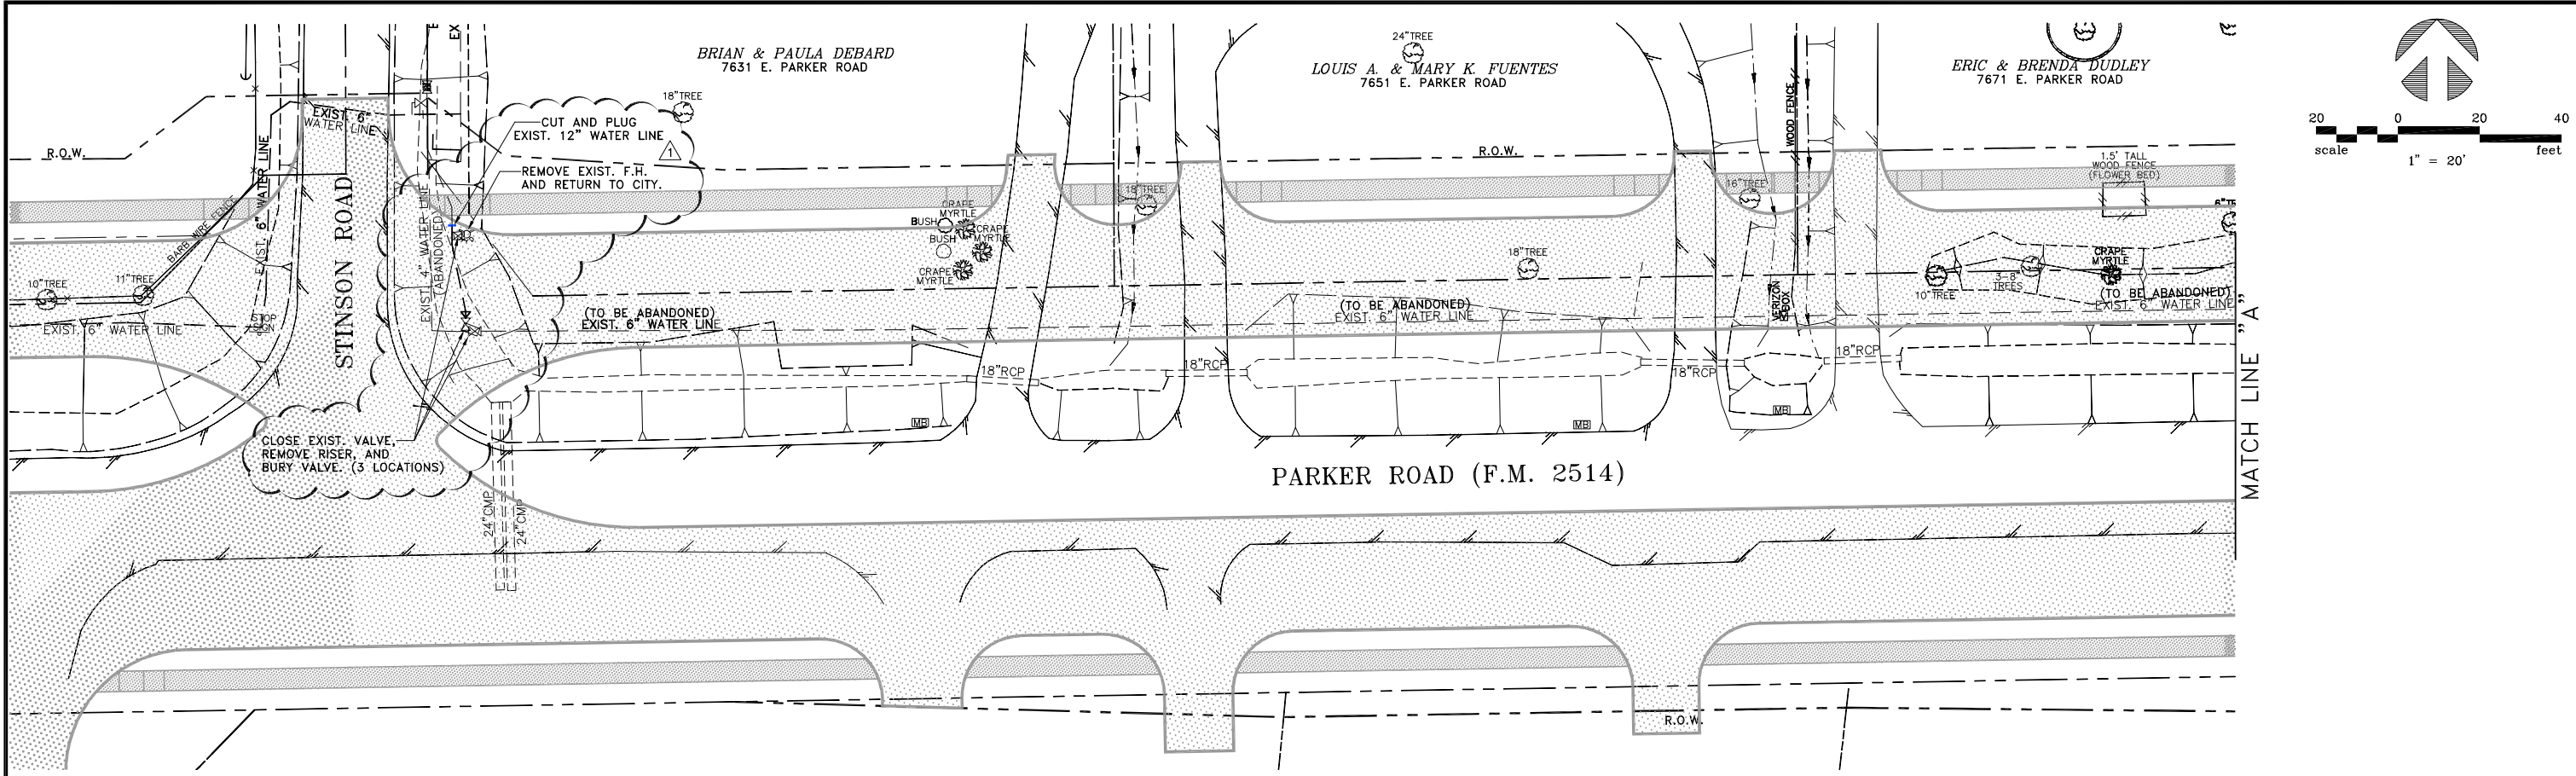 BRIAN & PAULA DEBARD
7631 E. PARKER ROAD
24"TREE
LOUIS A. & MARY K. FUENTES
7651 E. PARKER ROAD
ERIC & BRENDA DUDLEY
7671 E. PARKER ROAD
EX
18"TREE
WOOD FENCE
20 0 20 40
scale feet
1" = 20'
EXIST. 6"
WATER LINE
CUT AND PLUG
EXIST. 12" WATER LINE
1
REMOVE EXIST. F.H.
AND RETURN TO CITY.
R.O.W.
R.O.W.
1.5' TALL
WOOD FENCE
(FLOWER BED)
EXIST. 6" WATER LINE
BARB WIRE FENCE
STINSON ROAD
EXIST. 4" WATER LINE
(ABANDONED)
18"TREE
16"TREE
CRAPE
MYRTLE
BUSH
CRAPE
MYRTLE
BUSH
CRAPE
MYRTLE
18"TREE
10"TREE
11"TREE
EXIST. 6" WATER LINE
STOP
SIGN
(TO BE ABANDONED)
EXIST. 6" WATER LINE
(TO BE ABANDONED)
EXIST. 6" WATER LINE
VERIZON
BOX
10"TREE
3-8"
TREES
CRAPE
MYRTLE
(TO BE ABANDONED)
EXIST. 6" WATER LINE
18"RCP
18"RCP
18"RCP
18"RCP
MB
MB
MB
CLOSE EXIST. VALVE,
REMOVE RISER, AND
BURY VALVE. (3 LOCATIONS)
24"CMP
24"CMP
PARKER ROAD (F.M. 2514)
MATCH LINE "A"
R.O.W.